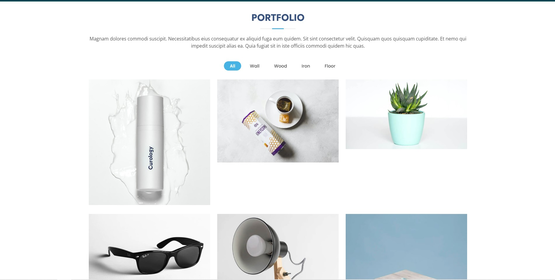 PORTFOLIO
Magnam dolores commodi suscipit. Necessitatibus eius consequatur ex aliquid fuga eum quidem. Sit sint consectetur velit. Quisquam quos quisquam cupiditate. Et nemo qui
impedit suscipit alias ea. Quia fugiat sit in iste officiis commodi quidem hic quas.
All
Wall
Wood
Iron
Floor
Curology